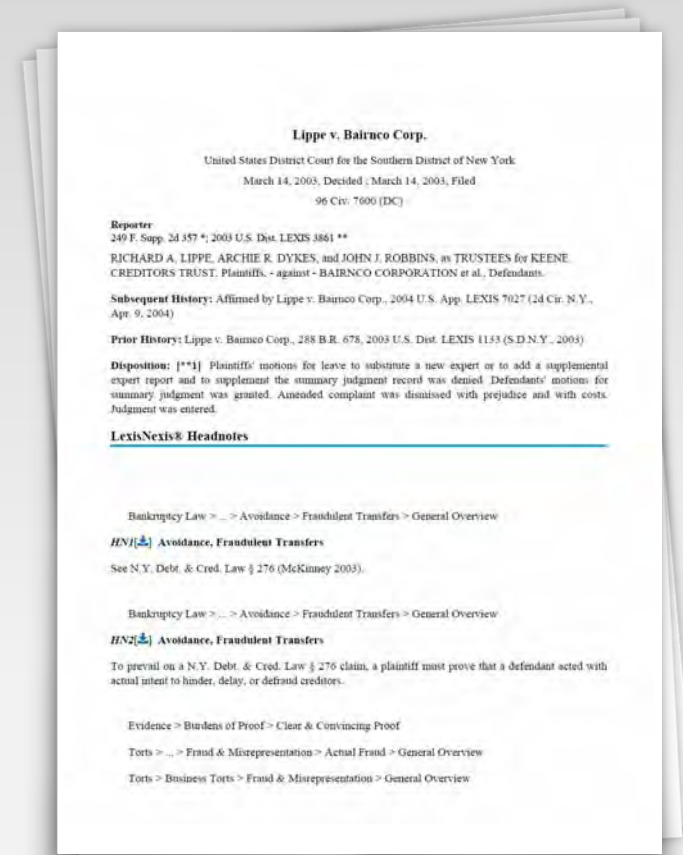 Lippe v. Bairnco Corp.
United States District Court for the Southern District of New York
March 14, 2003, Decided ; March 14, 2003, Filed
96 Civ. 7600 (DC)
Reporter
249 F. Supp. 2d 357 *; 2003 U.S. Dist. LEXIS 3861 **
RICHARD A. LIPPE, ARCHIE R. DYKES, and JOHN J. ROBBINS, as TRUSTEES for KEENE
CREDITORS TRUST, Plaintiffs, - against - BAIRNCO CORPORATION et al., Defendants.
Subsequent History: Affirmed by Lippe v. Bairnco Corp., 2004 U.S. App. LEXIS 7027 (2d Cir. N.Y.,
Apr. 9, 2004)
Prior History: Lippe v. Bairnco Corp., 288 B.R. 678, 2003 U.S. Dist. LEXIS 1133 (S.D.N.Y., 2003)
Disposition: [**1] Plaintiffs' motions for leave to substitute a new expert or to add a supplemental
expert report and to supplement the summary judgment record was denied. Defendants' motions for
summary judgment was granted. Amended complaint was dismissed with prejudice and with costs.
Judgment was entered.
LexisNexis® Headnotes
Bankruptcy Law > ... > Avoidance > Fraudulent Transfers > General Overview
HN1[] Avoidance, Fraudulent Transfers
See N.Y. Debt. & Cred. Law § 276 (McKinney 2003).
Bankruptcy Law > ... > Avoidance > Fraudulent Transfers > General Overview
HN2[] Avoidance, Fraudulent Transfers
To prevail on a N.Y. Debt. & Cred. Law § 276 claim, a plaintiff must prove that a defendant acted with
actual intent to hinder, delay, or defraud creditors.
Evidence > Burdens of Proof > Clear & Convincing Proof
Torts > ... > Fraud & Misrepresentation > Actual Fraud > General Overview
Torts > Business Torts > Fraud & Misrepresentation > General Overview